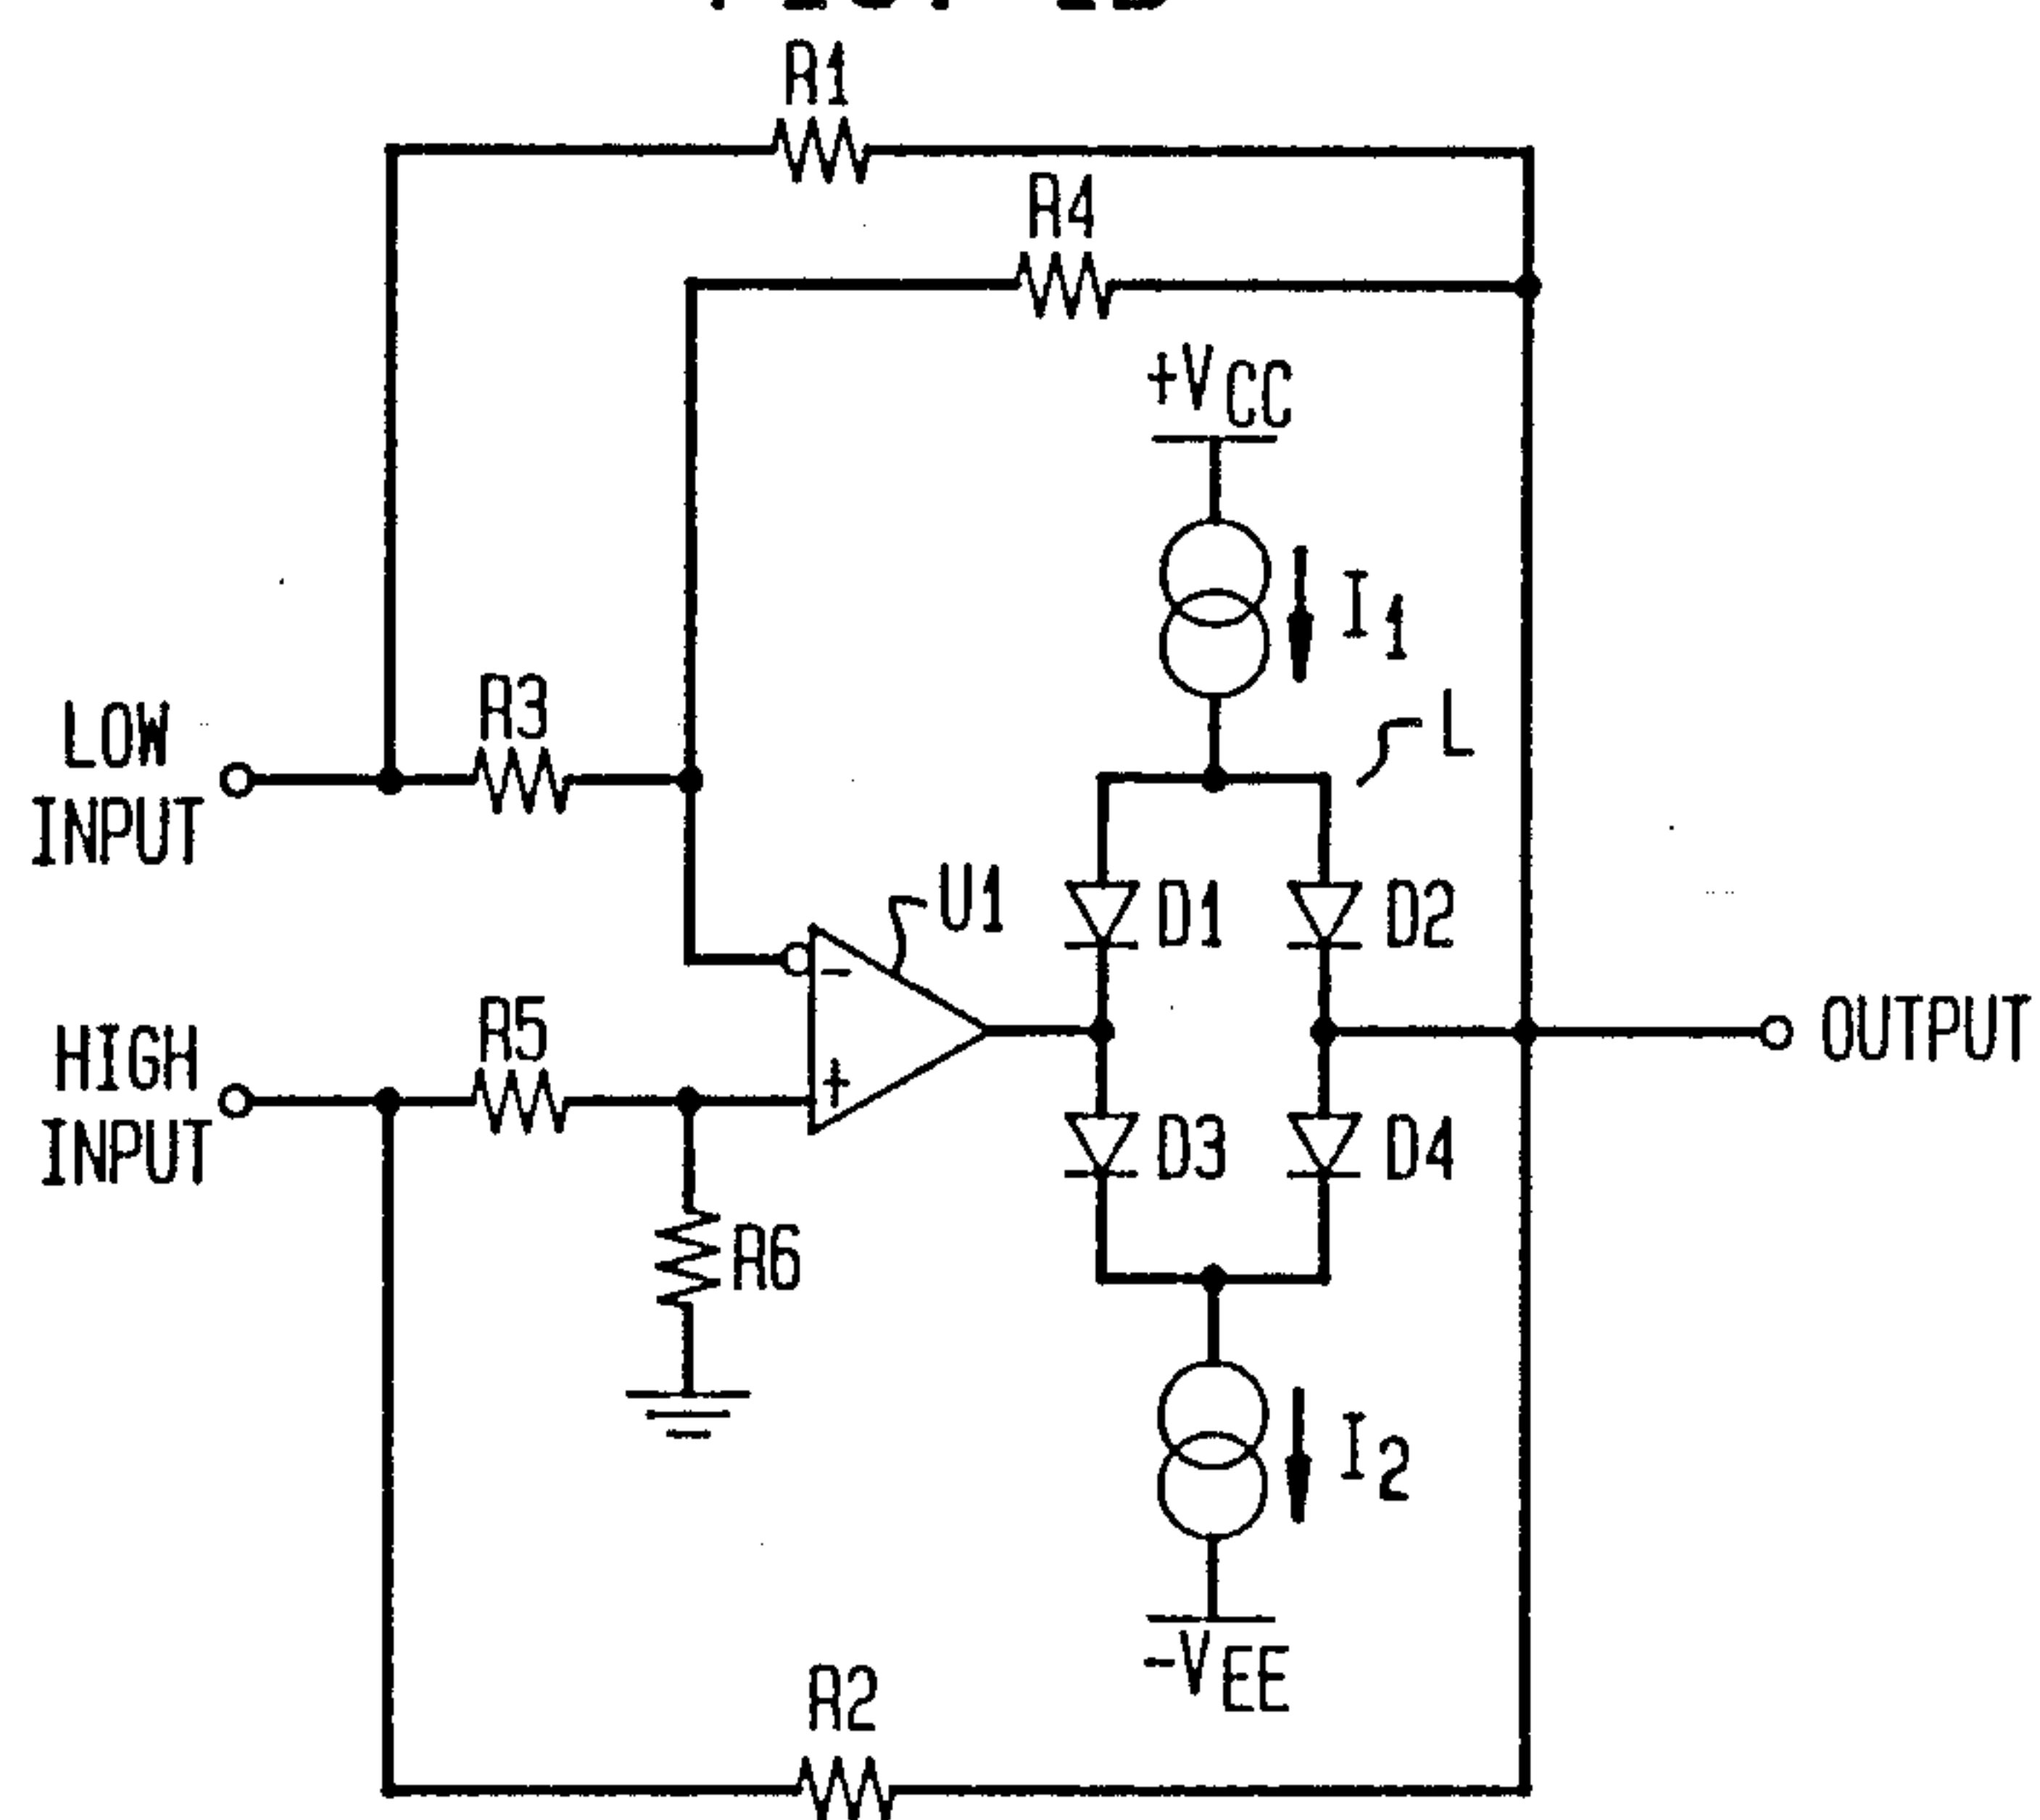 R1
R4
+VCC
I1
L
R3
LOW
INPUT
U1
-
D1
D2
R5
HIGH
INPUT
+
OUTPUT
D3
D4
R6
I2
-VEE
R2